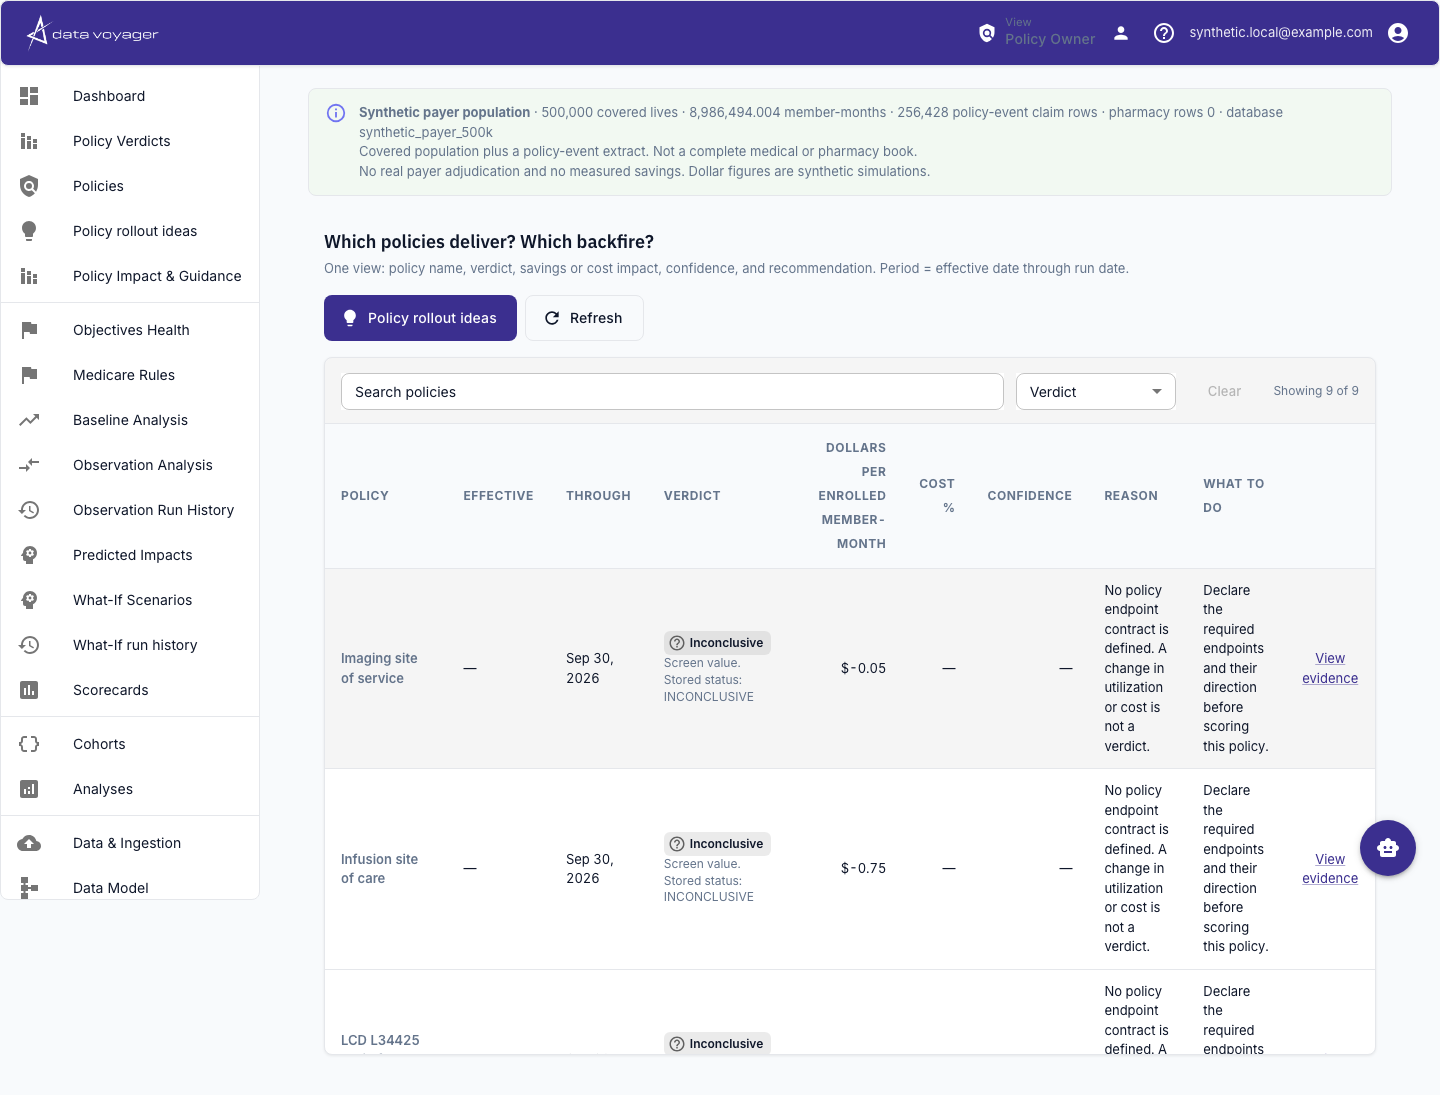 data voyager
View
Policy Owner
synthetic.local@example.com
Dashboard
Policy Verdicts
Policies
Policy rollout ideas
Policy Impact & Guidance
Objectives Health
Medicare Rules
Baseline Analysis
Observation Analysis
Observation Run History
Predicted Impacts
What-If Scenarios
What-If run history
Scorecards
Cohorts
Analyses
Data & Ingestion
Data Model
Synthetic payer population · 500,000 covered lives · 8,986,494.004 member-months · 256,428 policy-event claim rows · pharmacy rows 0 · database
synthetic_payer_500k
Covered population plus a policy-event extract. Not a complete medical or pharmacy book.
No real payer adjudication and no measured savings. Dollar figures are synthetic simulations.
Which policies deliver? Which backfire?
One view: policy name, verdict, savings or cost impact, confidence, and recommendation. Period = effective date through run date.
Policy rollout ideas
Refresh
Search policies
Verdict
Clear
Showing 9 of 9
POLICY
EFFECTIVE
THROUGH
VERDICT
DOLLARS
PER
ENROLLED
MEMBER-
MONTH
COST
%
CONFIDENCE
REASON
WHAT TO
DO
Imaging site
of service
—
Sep 30,
2026
Inconclusive
Screen value.
Stored status:
INCONCLUSIVE
$-0.05
—
—
No policy
endpoint
contract is
defined. A
change in
utilization
or cost is
not a
verdict.
Declare
the
required
endpoints
and their
direction
before
scoring
this policy.
View
evidence
Infusion site
of care
—
Sep 30,
2026
Inconclusive
Screen value.
Stored status:
INCONCLUSIVE
$-0.75
—
—
No policy
endpoint
contract is
defined. A
change in
utilization
or cost is
not a
verdict.
Declare
the
required
endpoints
and their
direction
before
scoring
this policy.
View
evidence
LCD L34425
Inconclusive
No policy
endpoint
contract is
defined. A
Declare
the
required
endpoints